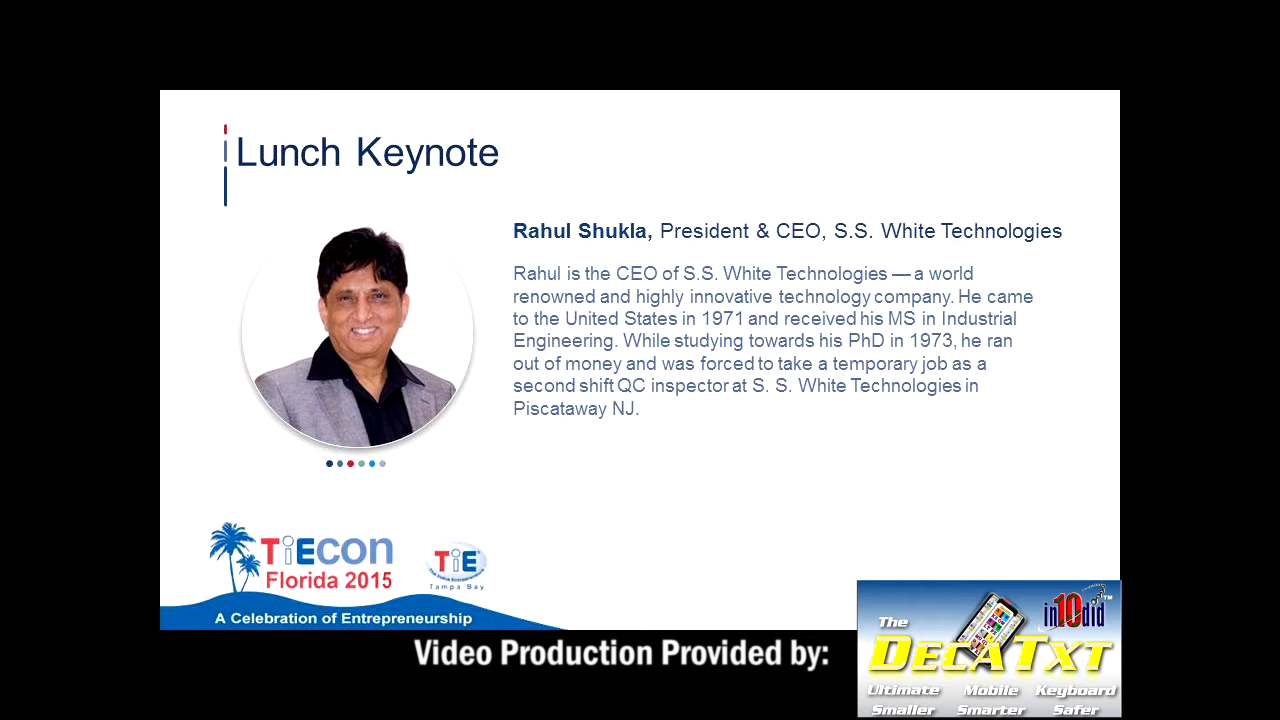 Lunch Keynote
Rahul Shukla, President & CEO, S.S. White Technologies
Rahul is the CEO of S.S. White Technologies — a world
renowned and highly innovative technology company. He came
to the United States in 1971 and received his MS in Industrial
Engineering. While studying towards his PhD in 1973, he ran
out of money and was forced to take a temporary job as a
second shift QC inspector at S. S. White Technologies in
Piscataway NJ.
TiEcon
Florida 2015
TiE
The Indus Entrepreneurs
Tampa Bay
A Celebration of Entrepreneurship
Video Production Provided by:
in10did™
The
DECATXT
Ultimate Mobile Keyboard
Smaller Smarter Safer